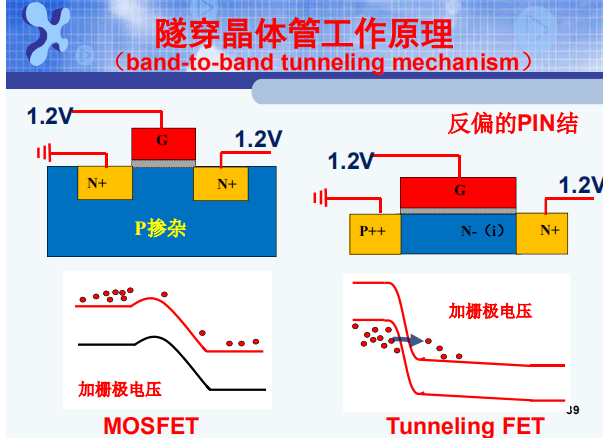 隧穿晶体管工作原理
（band-to-band tunneling mechanism）
1.2V
G
1.2V
N+
N+
P掺杂
加栅极电压
MOSFET
反偏的PIN结
1.2V
G
1.2V
P++
N-（i）
N+
加栅极电压
Tunneling FET
39